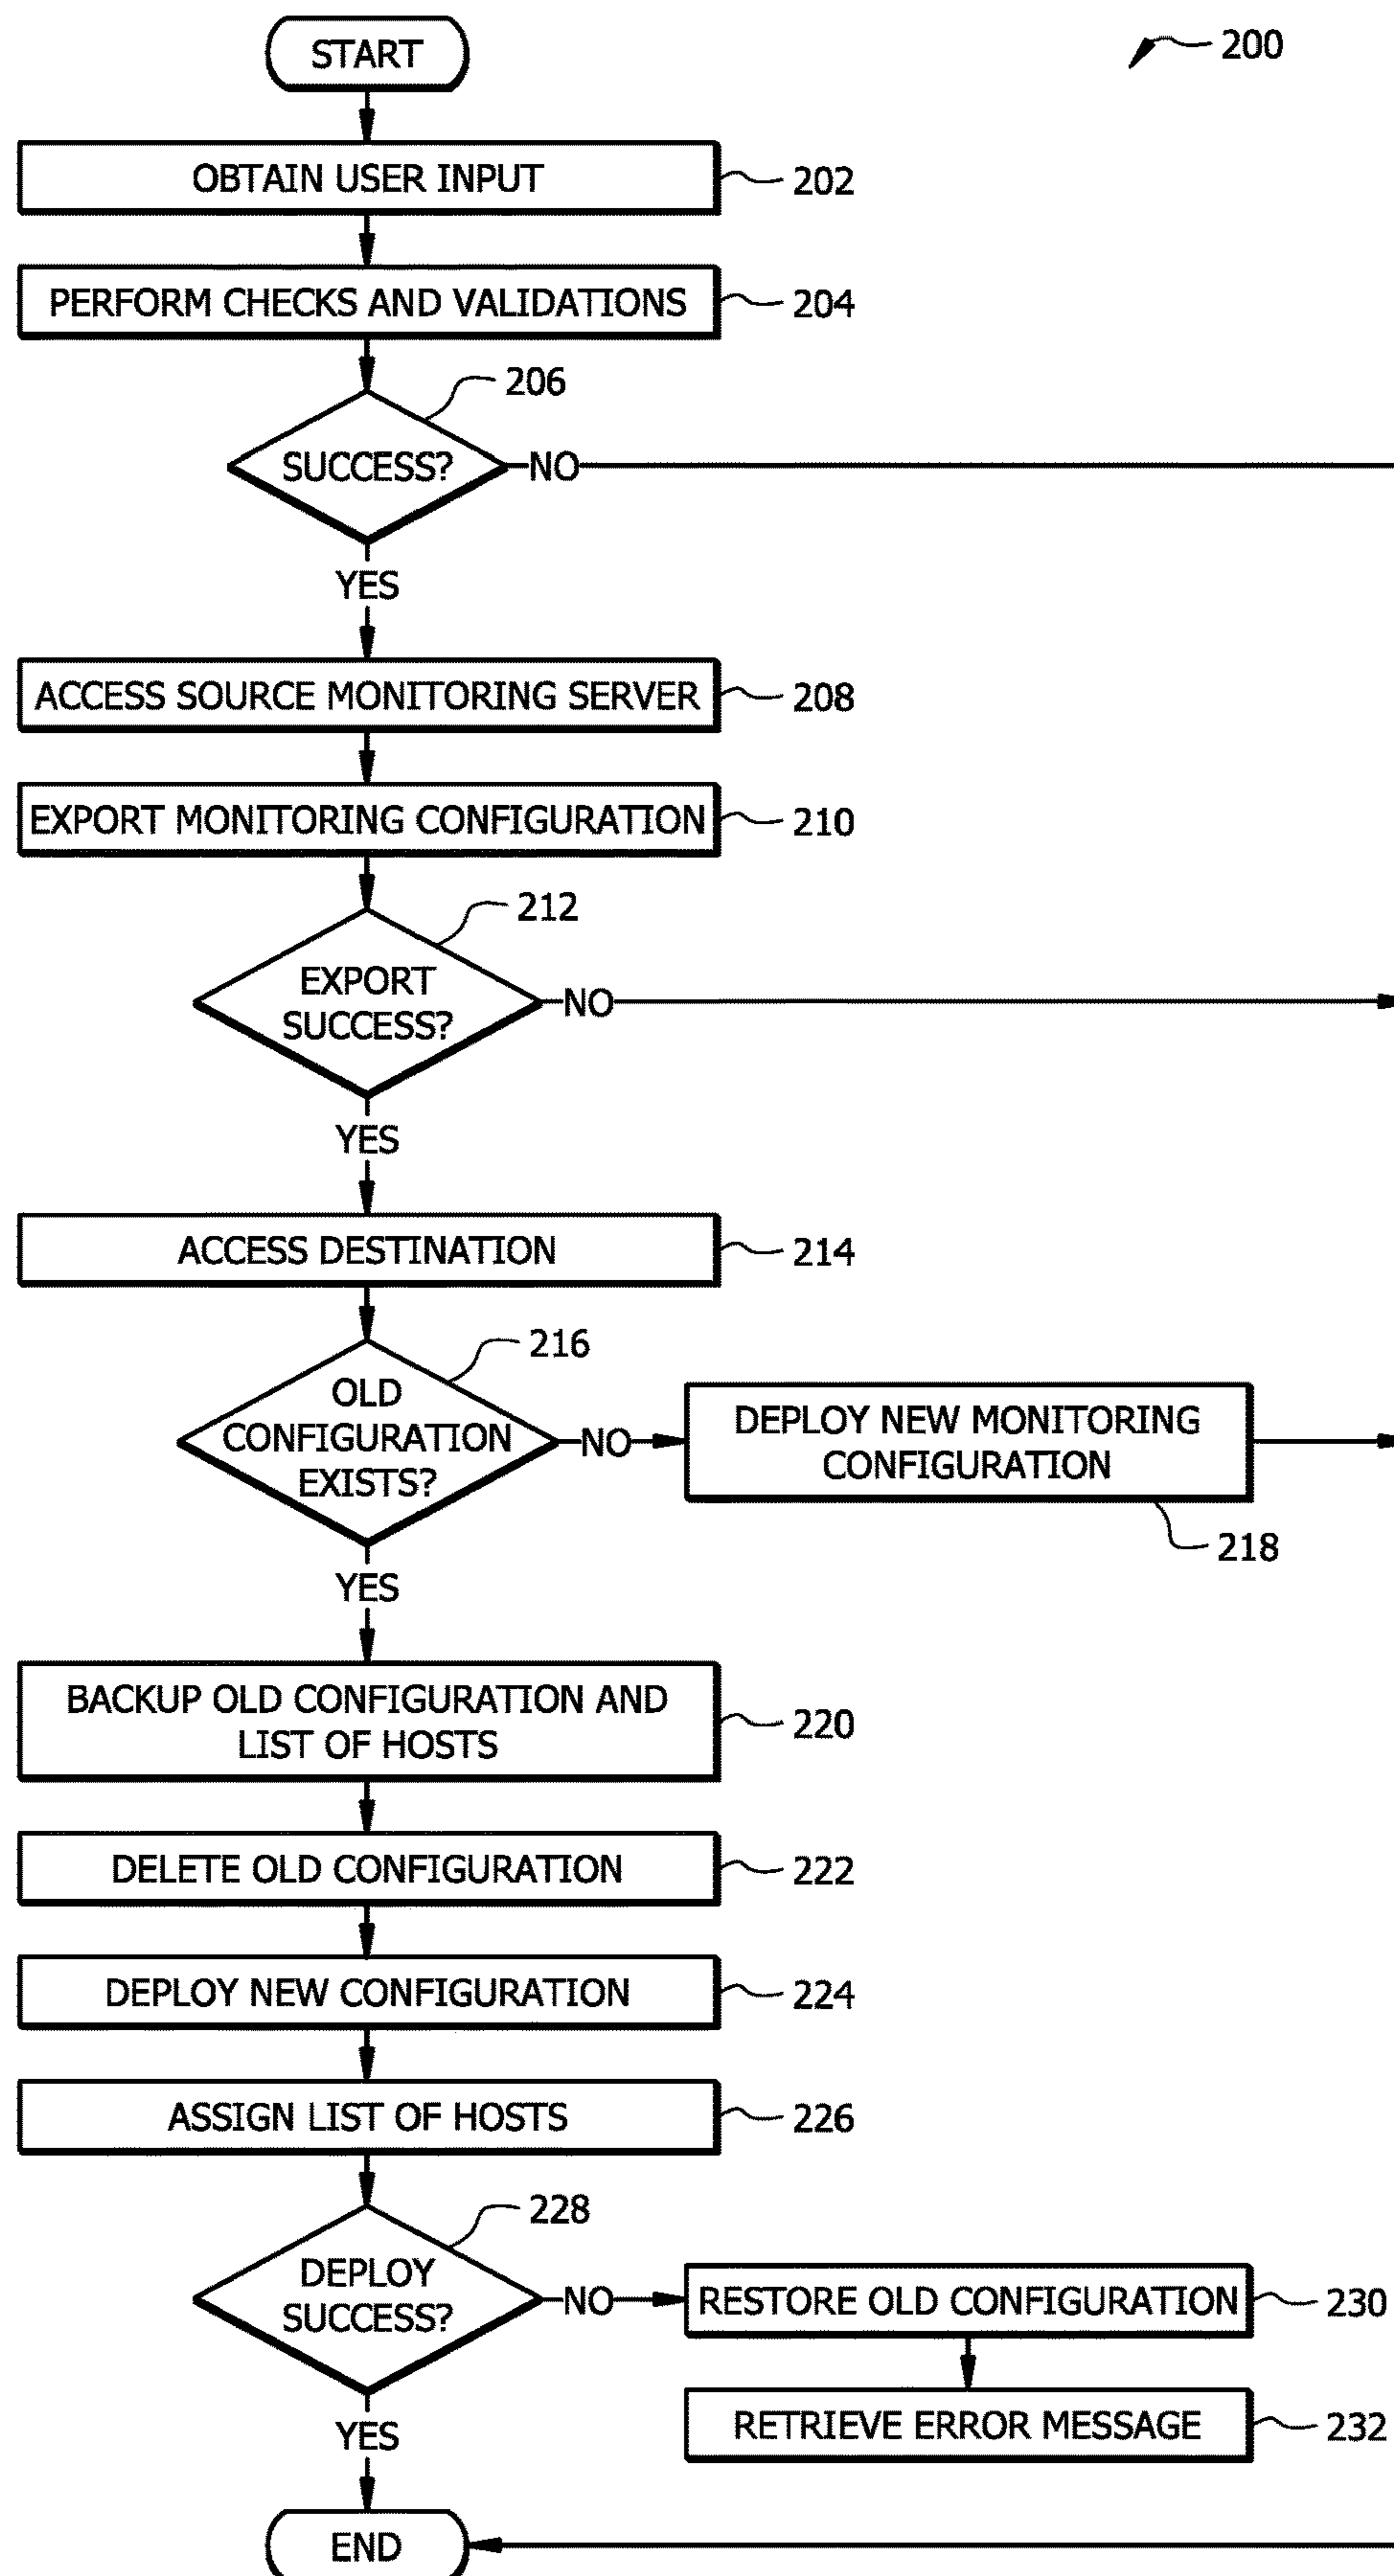 START
200
OBTAIN USER INPUT
202
PERFORM CHECKS AND VALIDATIONS
204
206
SUCCESS?
NO
YES
ACCESS SOURCE MONITORING SERVER
208
EXPORT MONITORING CONFIGURATION
210
212
EXPORT
SUCCESS?
NO
YES
ACCESS DESTINATION
214
216
OLD
CONFIGURATION
EXISTS?
NO
DEPLOY NEW MONITORING
CONFIGURATION
218
YES
BACKUP OLD CONFIGURATION AND
LIST OF HOSTS
220
DELETE OLD CONFIGURATION
222
DEPLOY NEW CONFIGURATION
224
ASSIGN LIST OF HOSTS
226
228
DEPLOY
SUCCESS?
NO
RESTORE OLD CONFIGURATION
230
RETRIEVE ERROR MESSAGE
232
YES
END